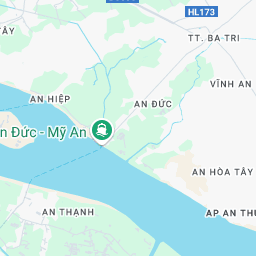 HL173
TÂY
TT. BA TRI
VĨNH AN
AN HIỆP
AN ĐỨC
n Đức - Mỹ An
AN HÒA TÂY
AN THẠNH
AP AN THU